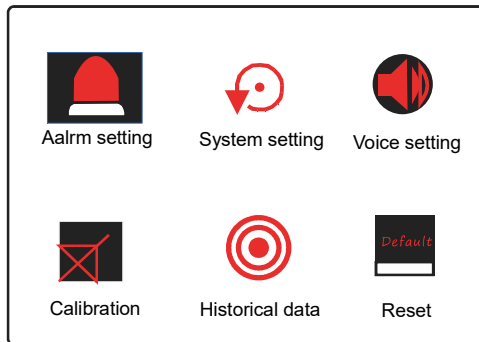 Aalrm setting
System setting
Voice setting
Default
Calibration
Historical data
Reset